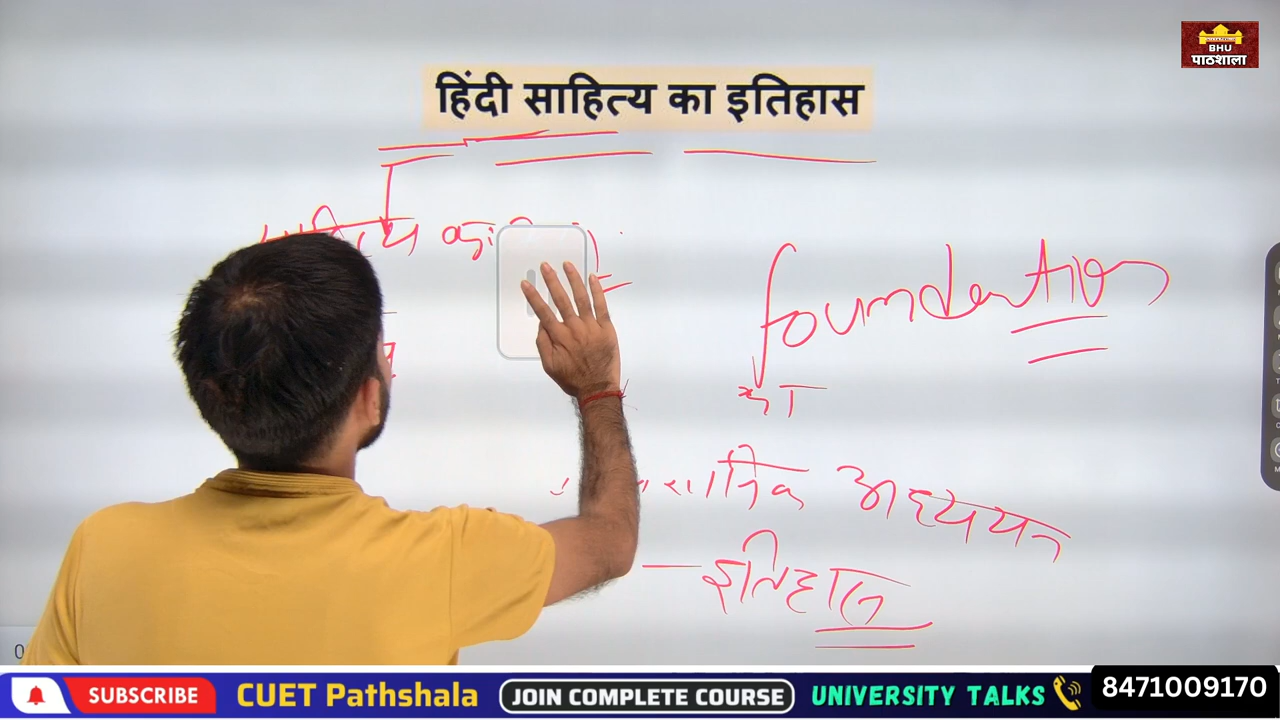 BHU
पाठशाला
हिंदी साहित्य का इतिहास
foundation
का
अध्ययन
इतिहास
SUBSCRIBE CUET Pathshala JOIN COMPLETE COURSE UNIVERSITY TALKS 8471009170